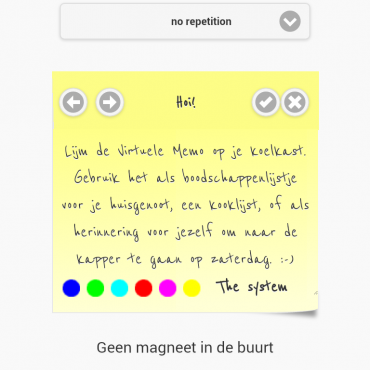 no repetition
Hoi!
Lijm de Virtuele Memo op je koelkast.
Gebruik het als boodschappenlijstje
voor je huisgenoot, een kooklijst, of als
herinnering voor jezelf om naar de
kapper te gaan op zaterdag. :-)
The system
Geen magneet in de buurt